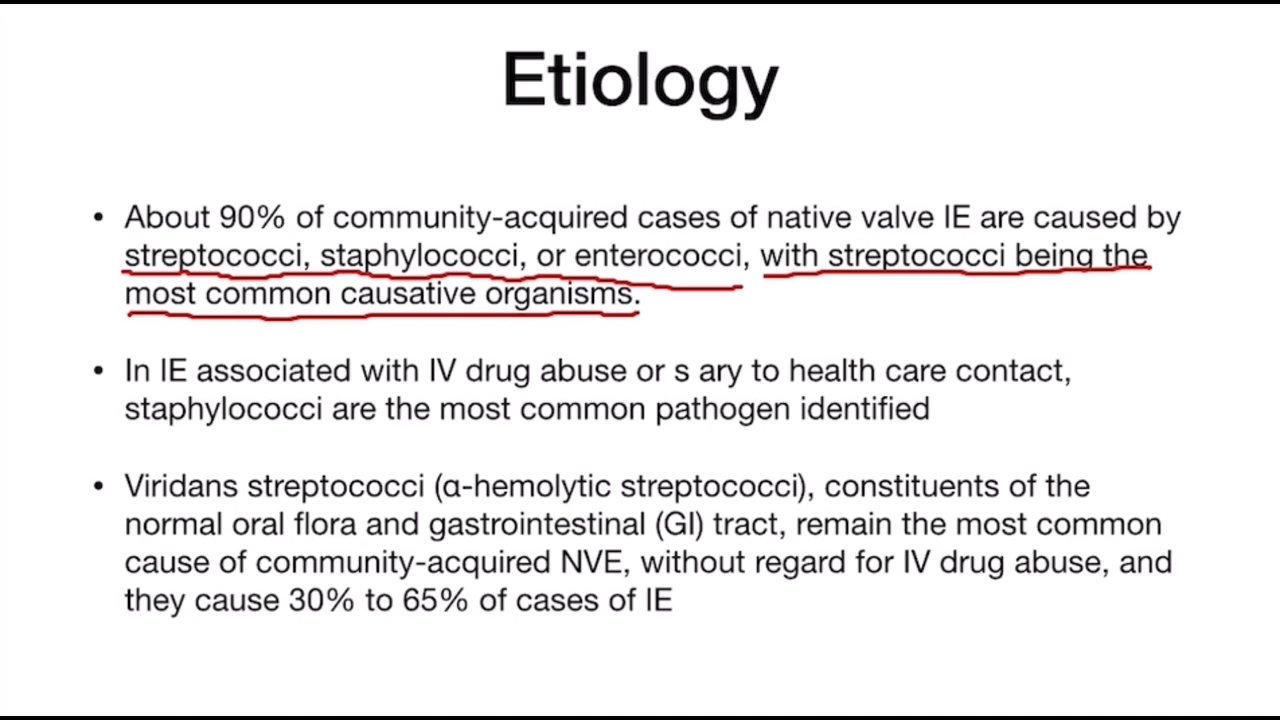 Etiology
• About 90% of community-acquired cases of native valve IE are caused by
streptococci, staphylococci, or enterococci, with streptococci being the
most common causative organisms.
• In IE associated with IV drug abuse or s ary to health care contact,
staphylococci are the most common pathogen identified
• Viridans streptococci (α-hemolytic streptococci), constituents of the
normal oral flora and gastrointestinal (GI) tract, remain the most common
cause of community-acquired NVE, without regard for IV drug abuse, and
they cause 30% to 65% of cases of IE